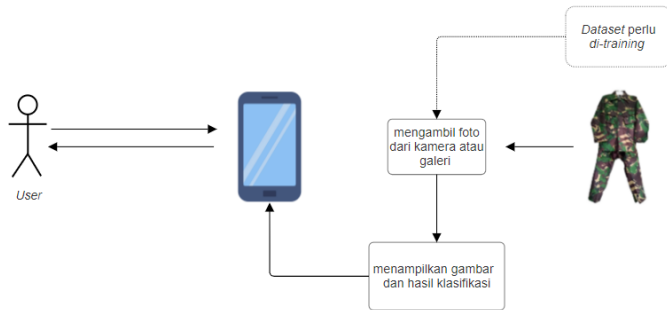 Dataset perlu
di-training
mengambil foto
dari kamera atau
galeri
User
menampilkan gambar
dan hasil klasifikasi